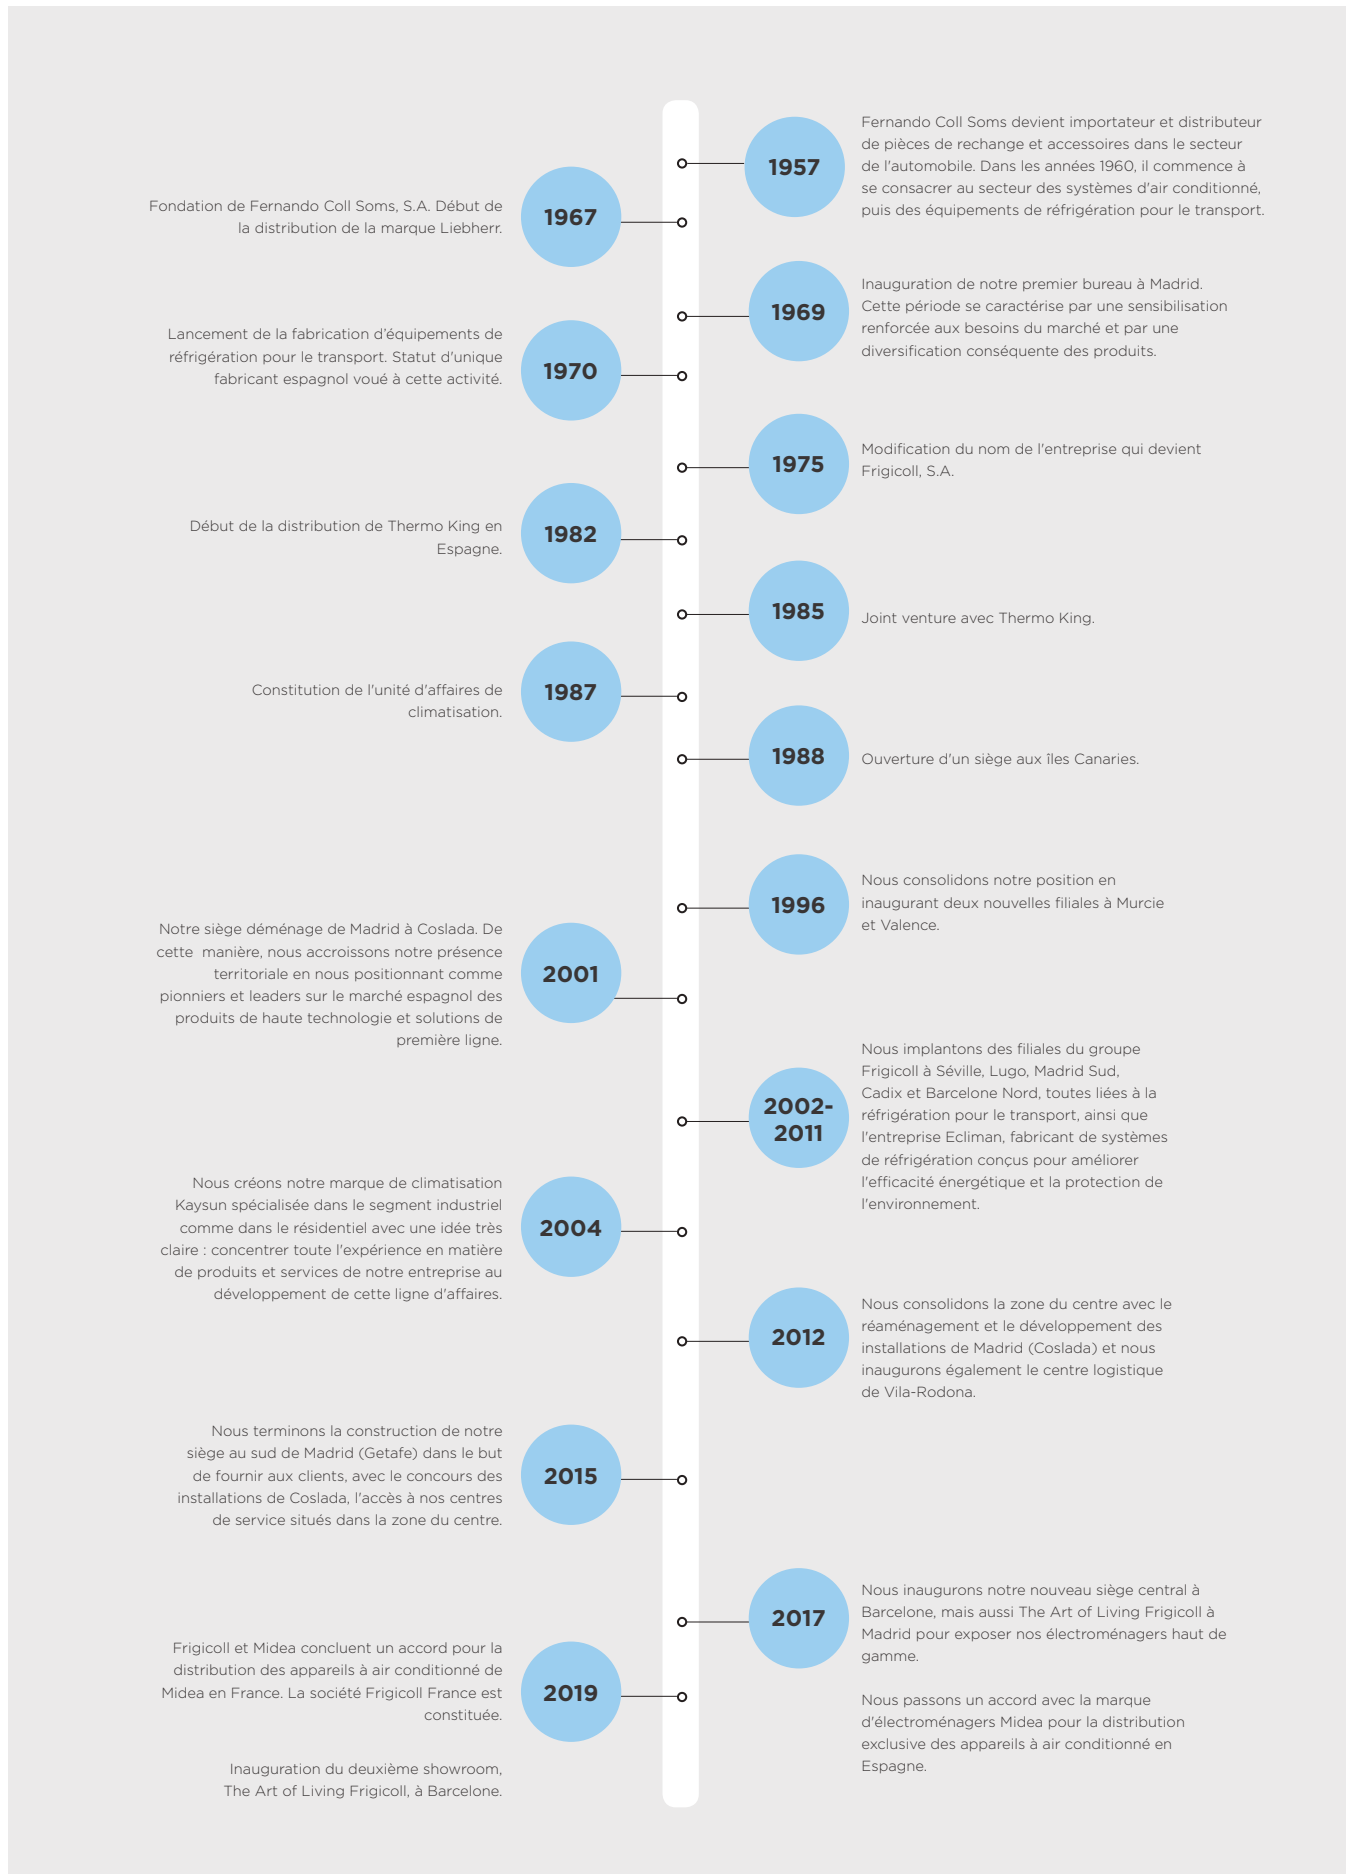 1957
Fernando Coll Soms devient importateur et distributeur
de pièces de rechange et accessoires dans le secteur
de l'automobile. Dans les années 1960, il commence à
se consacrer au secteur des systèmes d'air conditionné,
puis des équipements de réfrigération pour le transport.
1967
Fondation de Fernando Coll Soms, S.A. Début de
la distribution de la marque Liebherr.
1969
Inauguration de notre premier bureau à Madrid.
Cette période se caractérise par une sensibilisation
renforcée aux besoins du marché et par une
diversification conséquente des produits.
1970
Lancement de la fabrication d’équipements de
réfrigération pour le transport. Statut d'unique
fabricant espagnol voué à cette activité.
1975
Modification du nom de l'entreprise qui devient
Frigicoll, S.A.
1982
Début de la distribution de Thermo King en
Espagne.
1985
Joint venture avec Thermo King.
1987
Constitution de l'unité d'affaires de
climatisation.
1988
Ouverture d'un siège aux îles Canaries.
1996
Nous consolidons notre position en
inaugurant deux nouvelles filiales à Murcie
et Valence.
2001
Notre siège déménage de Madrid à Coslada. De
cette  manière, nous accroissons notre présence
territoriale en nous positionnant comme
pionniers et leaders sur le marché espagnol des
produits de haute technologie et solutions de
première ligne.
2002-
2011
Nous implantons des filiales du groupe
Frigicoll à Séville, Lugo, Madrid Sud,
Cadix et Barcelone Nord, toutes liées à la
réfrigération pour le transport, ainsi que
l'entreprise Ecliman, fabricant de systèmes
de réfrigération conçus pour améliorer
l'efficacité énergétique et la protection de
l'environnement.
2004
Nous créons notre marque de climatisation
Kaysun spécialisée dans le segment industriel
comme dans le résidentiel avec une idée très
claire : concentrer toute l'expérience en matière
de produits et services de notre entreprise au
développement de cette ligne d'affaires.
2012
Nous consolidons la zone du centre avec le
réaménagement et le développement des
installations de Madrid (Coslada) et nous
inaugurons également le centre logistique
de Vila-Rodona.
2015
Nous terminons la construction de notre
siège au sud de Madrid (Getafe) dans le but
de fournir aux clients, avec le concours des
installations de Coslada, l'accès à nos centres
de service situés dans la zone du centre.
2017
Nous inaugurons notre nouveau siège central à
Barcelone, mais aussi The Art of Living Frigicoll à
Madrid pour exposer nos électroménagers haut de
gamme.
Nous passons un accord avec la marque
d'électroménagers Midea pour la distribution
exclusive des appareils à air conditionné en
Espagne.
2019
Frigicoll et Midea concluent un accord pour la
distribution des appareils à air conditionné de
Midea en France. La société Frigicoll France est
constituée.
Inauguration du deuxième showroom,
The Art of Living Frigicoll, à Barcelone.